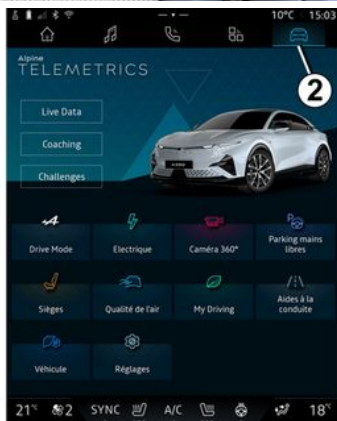 10°C 15:03
Alpine
TELEMETRICS
2
Live Data
Coaching
Challenges
Drive Mode
Electrique
Caméra 360°
Parking mains
libres
Sièges
Qualité de l'air
My Driving
Aides à la
conduite
Véhicule
Réglages
21°C 2 SYNC A/C 18°C